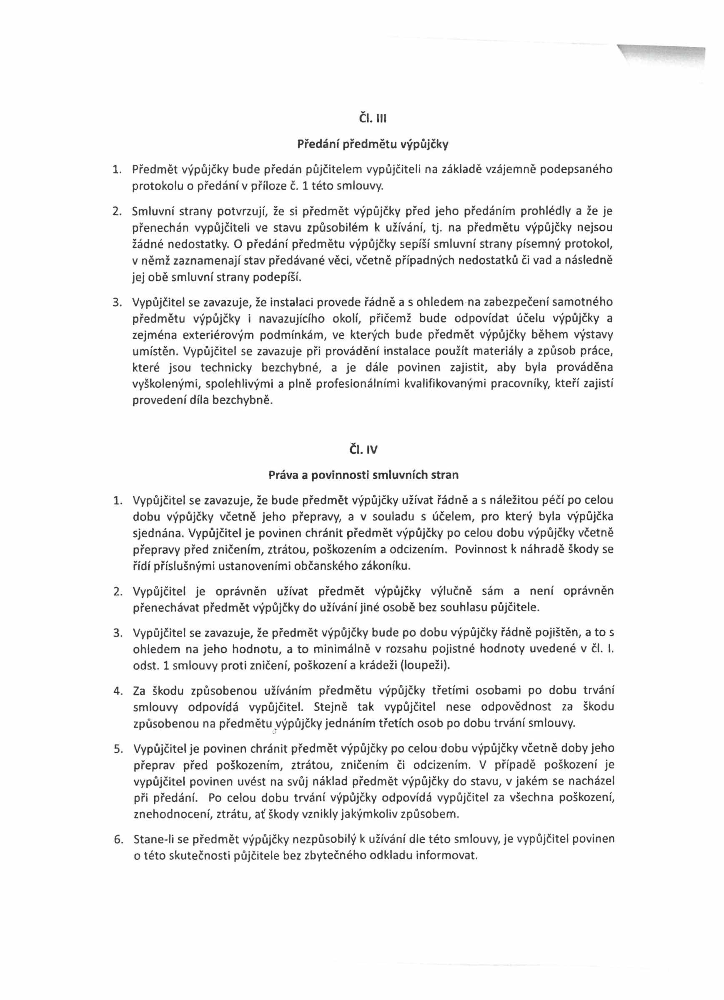 Čl. III
Předání předmětu výpůjčky
1. Předmět výpůjčky bude předán půjčitelem vypůjčiteli na základě vzájemně podepsaného
protokolu o předání v příloze č. 1 této smlouvy.
2. Smluvní strany potvrzují, že si předmět výpůjčky před jeho předáním prohlédly a že je
přenechán vypůjčiteli ve stavu způsobilém k užívání, tj. na předmětu výpůjčky nejsou
žádné nedostatky. O předání předmětu výpůjčky sepíší smluvní strany písemný protokol,
v němž zaznamenají stav předávané věci, včetně případných nedostatků či vad a následně
jej obě smluvní strany podepíší.
3. Vypůjčitel se zavazuje, že instalaci provede řádně a s ohledem na zabezpečení samotného
předmětu výpůjčky i navazujícího okolí, přičemž bude odpovídat účelu výpůjčky a
zejména exteriérovým podmínkám, ve kterých bude předmět výpůjčky během výstavy
umístěn. Vypůjčitel se zavazuje při provádění instalace použít materiály a způsob práce,
které jsou technicky bezchybné, a je dále povinen zajistit, aby byla prováděna
vyškolenými, spolehlivými a plně profesionálními kvalifikovanými pracovníky, kteří zajistí
provedení díla bezchybně.
Čl. IV
Práva a povinnosti smluvních stran
1. Vypůjčitel se zavazuje, že bude předmět výpůjčky užívat řádně a s náležitou péčí po celou
dobu výpůjčky včetně jeho přepravy, a v souladu s účelem, pro který byla výpůjčka
sjednána. Vypůjčitel je povinen chránit předmět výpůjčky po celou dobu výpůjčky včetně
přepravy před zničením, ztrátou, poškozením a odcizením. Povinnost k náhradě škody se
řídí příslušnými ustanoveními občanského zákoníku.
2. Vypůjčitel je oprávněn užívat předmět výpůjčky výlučně sám a není oprávněn
přenechávat předmět výpůjčky do užívání jiné osobě bez souhlasu půjčitele.
3. Vypůjčitel se zavazuje, že předmět výpůjčky bude po dobu výpůjčky řádně pojištěn, a to s
ohledem na jeho hodnotu, a to minimálně v rozsahu pojistné hodnoty uvedené v čl. I.
odst. 1 smlouvy proti zničení, poškození a krádeži (loupeži).
4. Za škodu způsobenou užíváním předmětu výpůjčky třetími osobami po dobu trvání
smlouvy odpovídá vypůjčitel. Stejně tak vypůjčitel nese odpovědnost za škodu
způsobenou na předmětu výpůjčky jednáním třetích osob po dobu trvání smlouvy.
5. Vypůjčitel je povinen chránit předmět výpůjčky po celou dobu výpůjčky včetně doby jeho
přeprav před poškozením, ztrátou, zničením či odcizením. V případě poškození je
vypůjčitel povinen uvést na svůj náklad předmět výpůjčky do stavu, v jakém se nacházel
při předání. Po celou dobu trvání výpůjčky odpovídá vypůjčitel za všechna poškození,
znehodnocení, ztrátu, ať škody vznikly jakýmkoliv způsobem.
6. Stane-li se předmět výpůjčky nezpůsobilý k užívání dle této smlouvy, je vypůjčitel povinen
o této skutečnosti půjčitele bez zbytečného odkladu informovat.